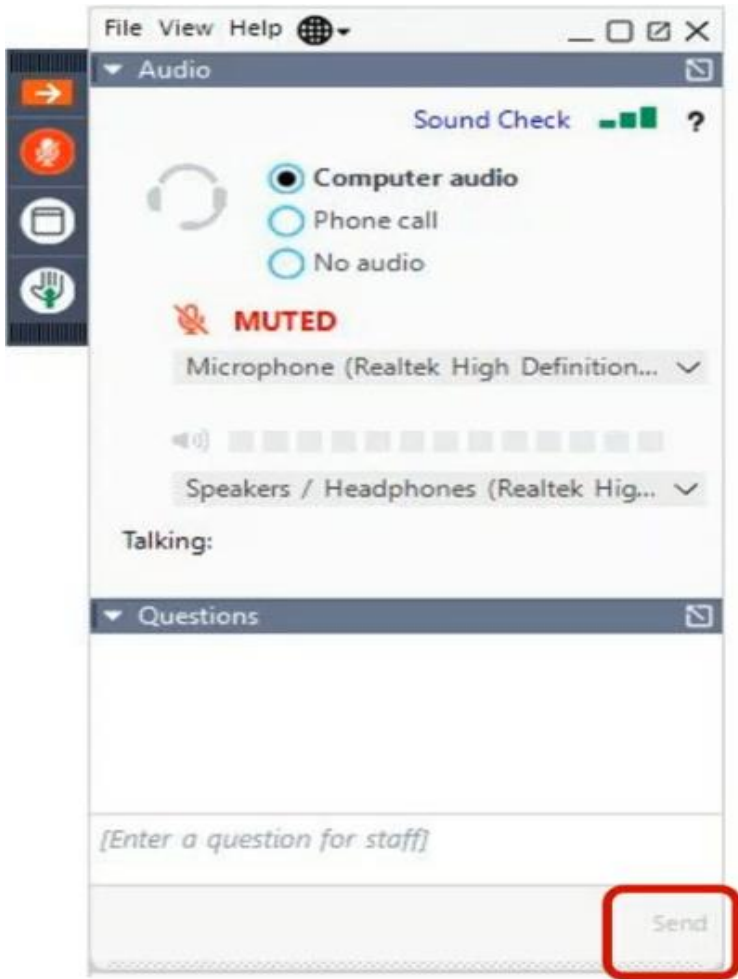 File View Help
Audio
Sound Check ?
Computer audio
Phone call
No audio
MUTED
Microphone (Realtek High Definition...
Speakers / Headphones (Realtek Hig...
Talking:
Questions
[Enter a question for staff]
Send